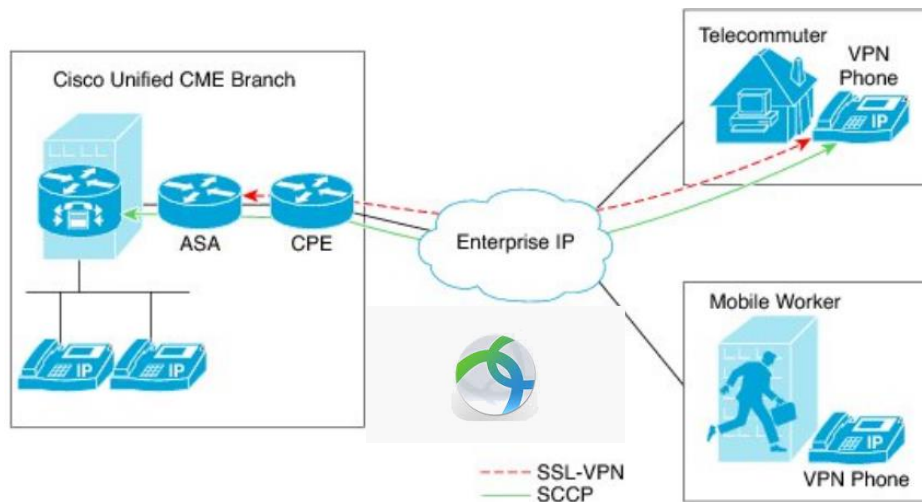 Cisco Unified CME Branch
ASA
CPE
IP
IP
Enterprise IP
Telecommuter
VPN
Phone
IP
Mobile Worker
IP
VPN Phone
SSL-VPN
SCCP